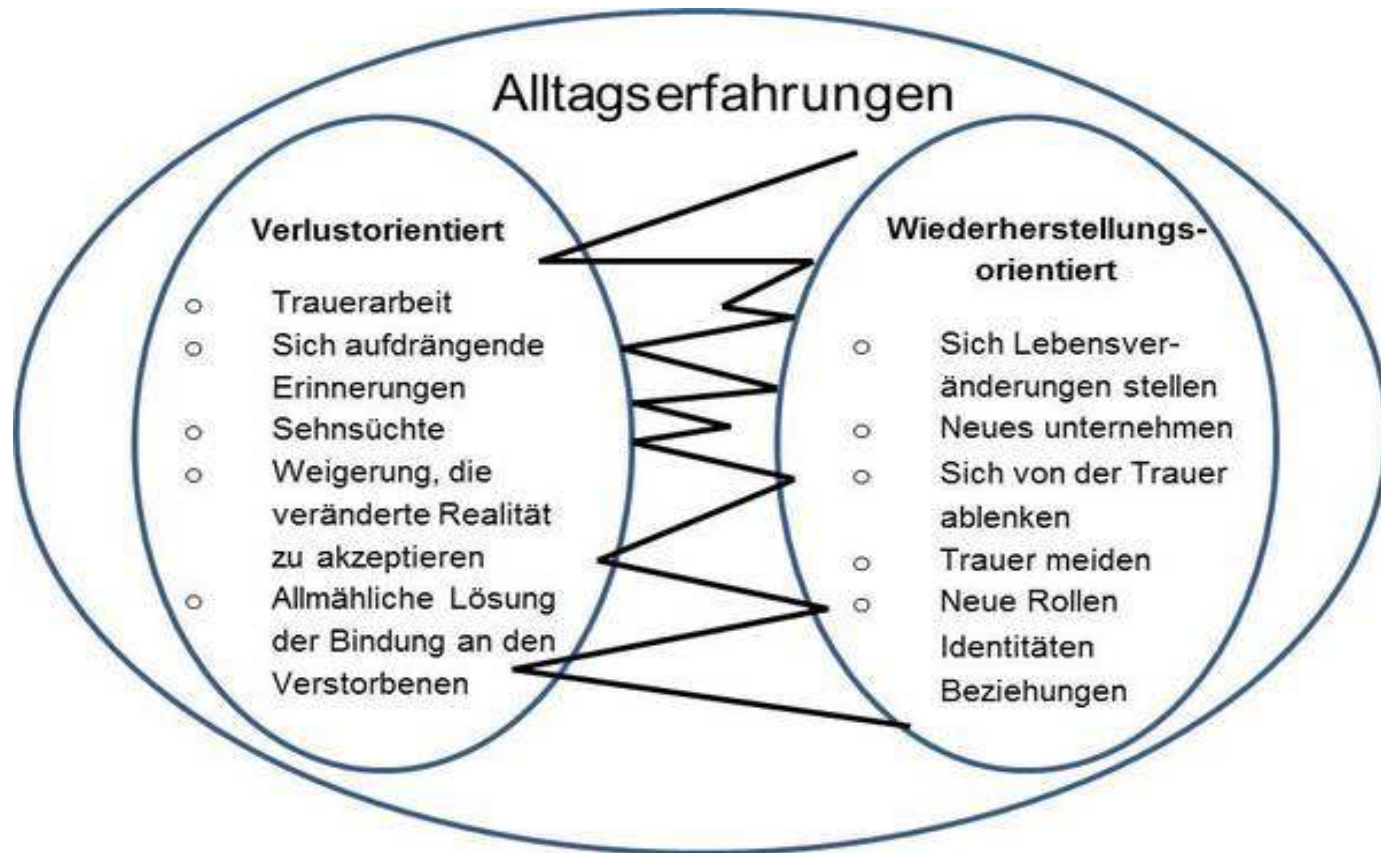 Alltagserfahrungen
Verlustorientiert
○ Trauerarbeit
○ Sich aufdrängende
Erinnerungen
○ Sehnsüchte
○ Weigerung, die
veränderte Realität
zu akzeptieren
○ Allmähliche Lösung
der Bindung an den
Verstorbenen
Wiederherstellungs-
orientiert
○ Sich Lebensver-
änderungen stellen
○ Neues unternehmen
○ Sich von der Trauer
ablenken
○ Trauer meiden
○ Neue Rollen
Identitäten
Beziehungen